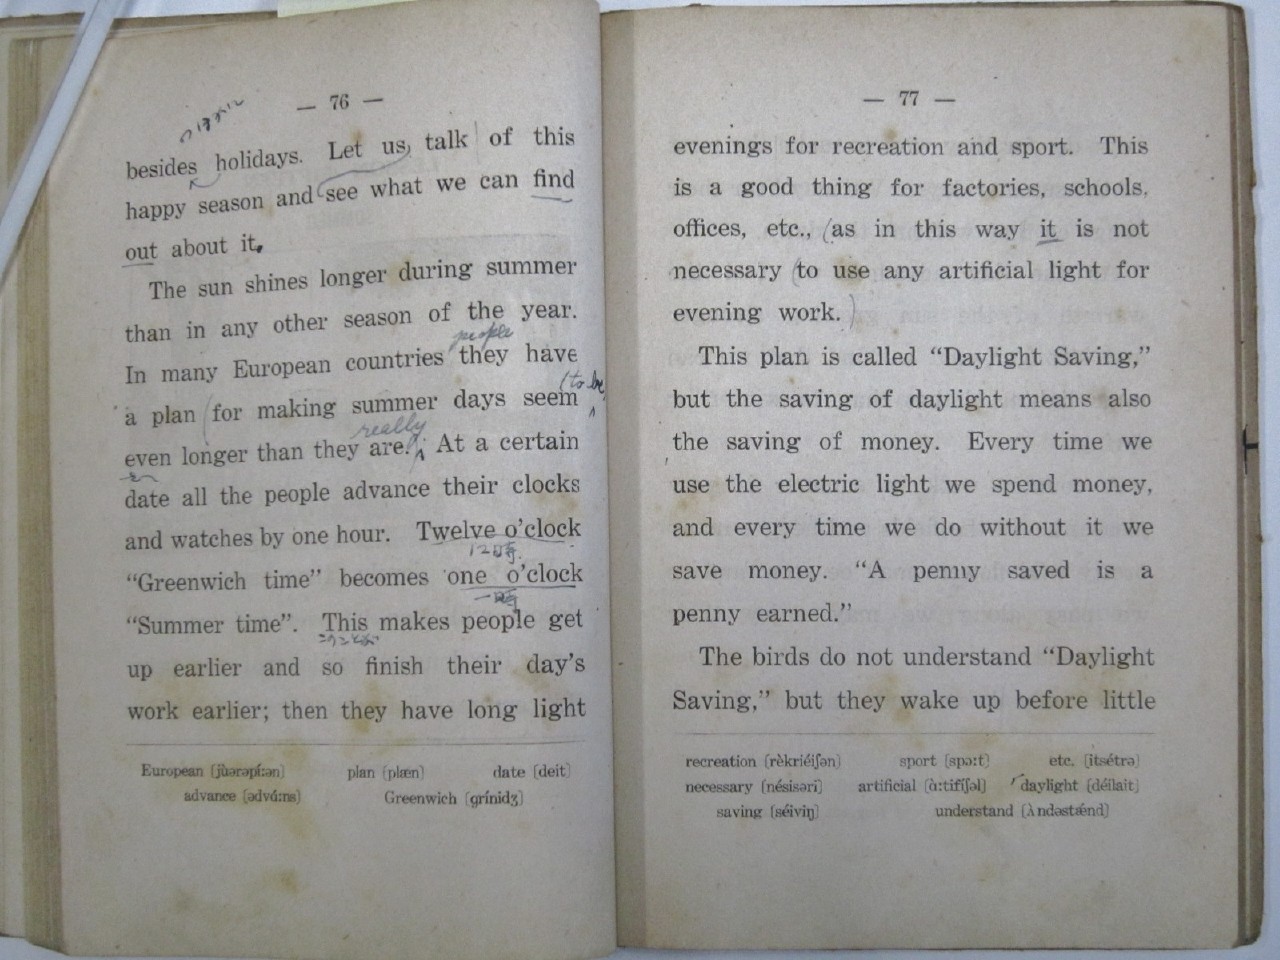 — 76 —
besides holidays. Let us talk of this
happy season and see what we can find
out about it.
The sun shines longer during summer
than in any other season of the year.
people
In many European countries they have
(to be
a plan (for making summer days seem
really
even longer than they are. At a certain
date all the people advance their clocks
and watches by one hour. Twelve o'clock
12時
"Greenwich time" becomes one o'clock
一時
"Summer time". This makes people get
up earlier and so finish their day's
work earlier; then they have long light
European [jùərəpí:ən] plan [plæn] date [deit]
advance [ədvá:ns] Greenwich [grínidʒ]
— 77 —
evenings for recreation and sport. This
is a good thing for factories, schools,
offices, etc., (as in this way it is not
necessary (to use any artificial light for
evening work.)
This plan is called "Daylight Saving,"
but the saving of daylight means also
the saving of money. Every time we
use the electric light we spend money,
and every time we do without it we
save money. "A penny saved is a
penny earned."
The birds do not understand "Daylight
Saving," but they wake up before little
recreation [rèkriéiʃən] sport [spɔ:t] etc. [itsétrə]
necessary [nésisəri] artificial [ɑ̀:tifíʃəl] daylight [déilait]
saving [séiviŋ] understand [ʌ̀ndəstǽnd]